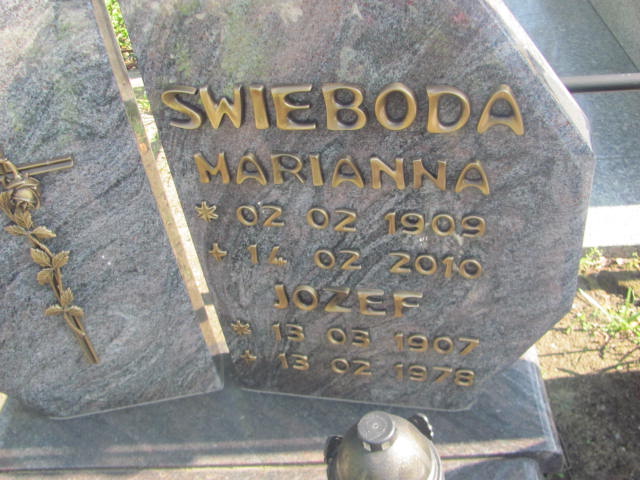 SWIEBODA
MARIANNA
* 02 02 1909
+ 14 02 2010
JOZEF
* 13 03 1907
+ 13 02 1978